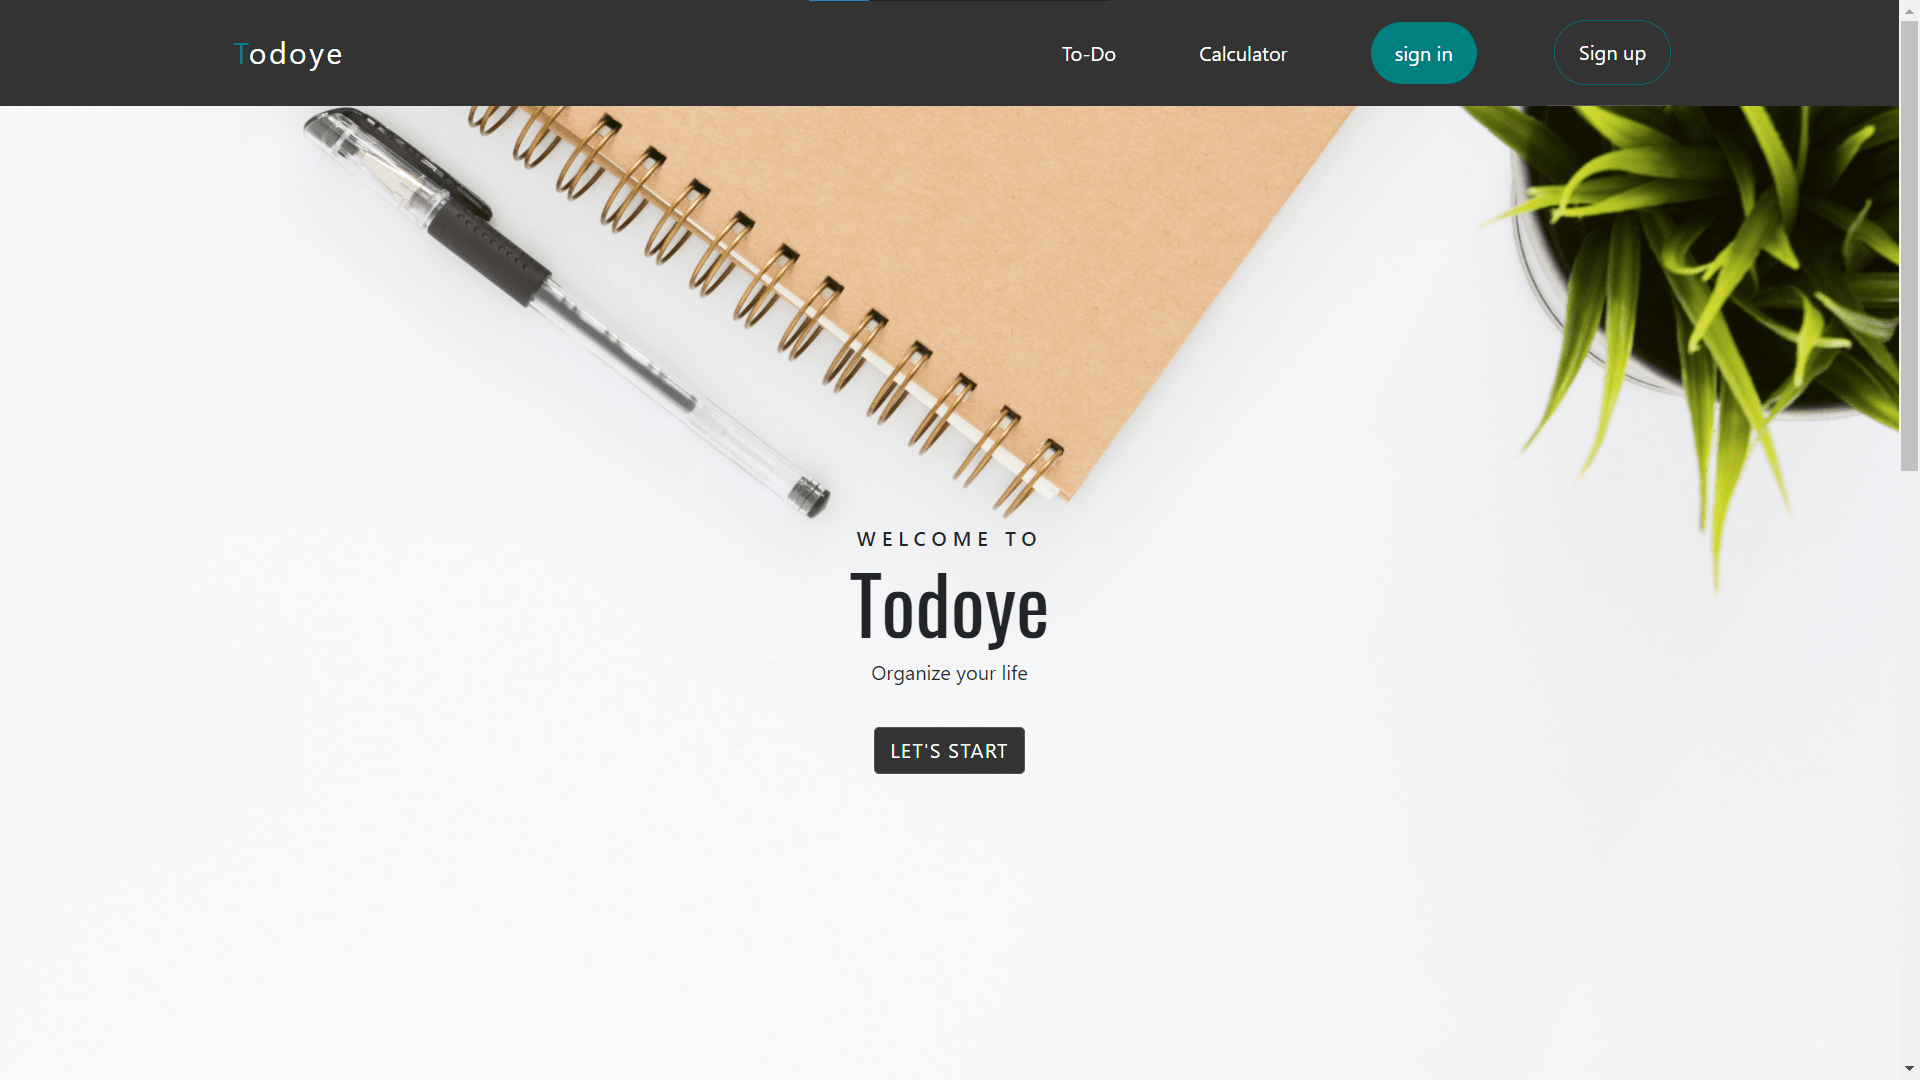 Todoye
To-Do
Calculator
sign in
Sign up
WELCOME TO
Todoye
Organize your life
LET'S START